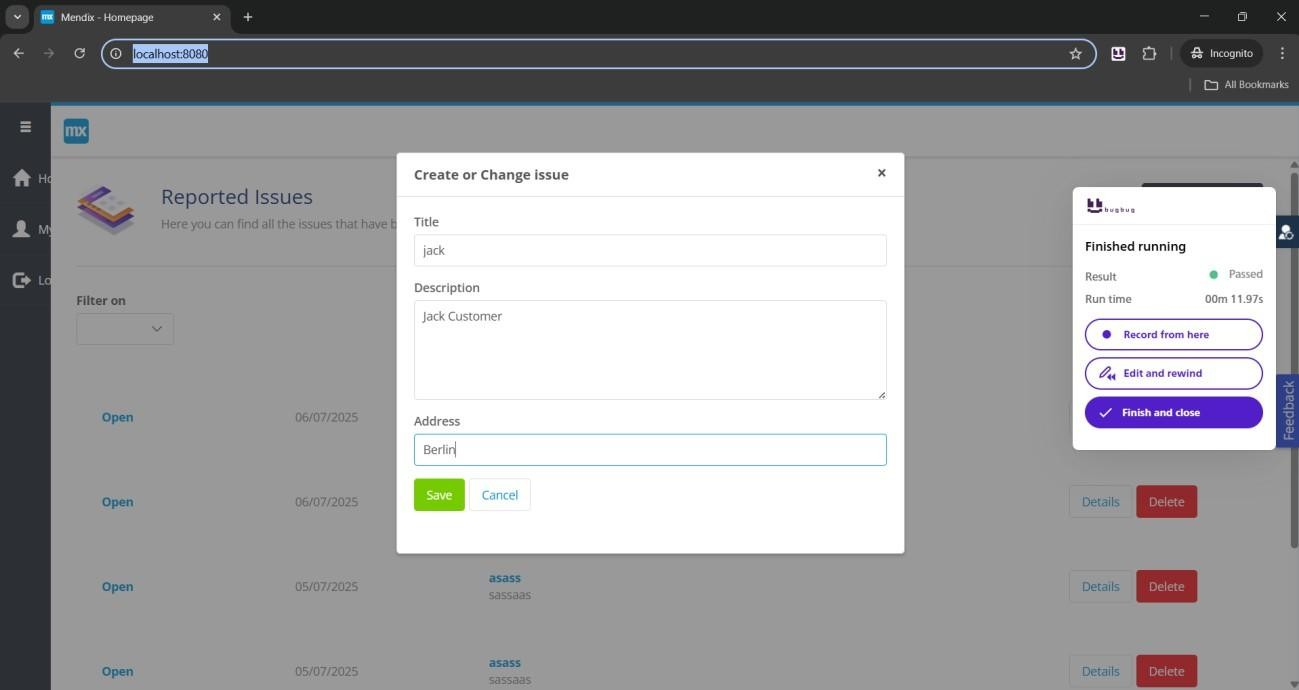 Mendix - Homepage
localhost:8080
Incognito
All Bookmarks
mx
Create or Change issue
Reported Issues
Here you can find all the issues that have b
Title
jack
Description
Jack Customer
Address
Berlin
Save
Cancel
Ho
My
Lo
Filter on
bugbug
Finished running
Result
Passed
Run time
00m 11.97s
Record from here
Edit and rewind
Finish and close
Feedback
Open
06/07/2025
Open
06/07/2025
Details
Delete
Open
05/07/2025
asass
sassaas
Details
Delete
Open
05/07/2025
asass
sassaas
Details
Delete